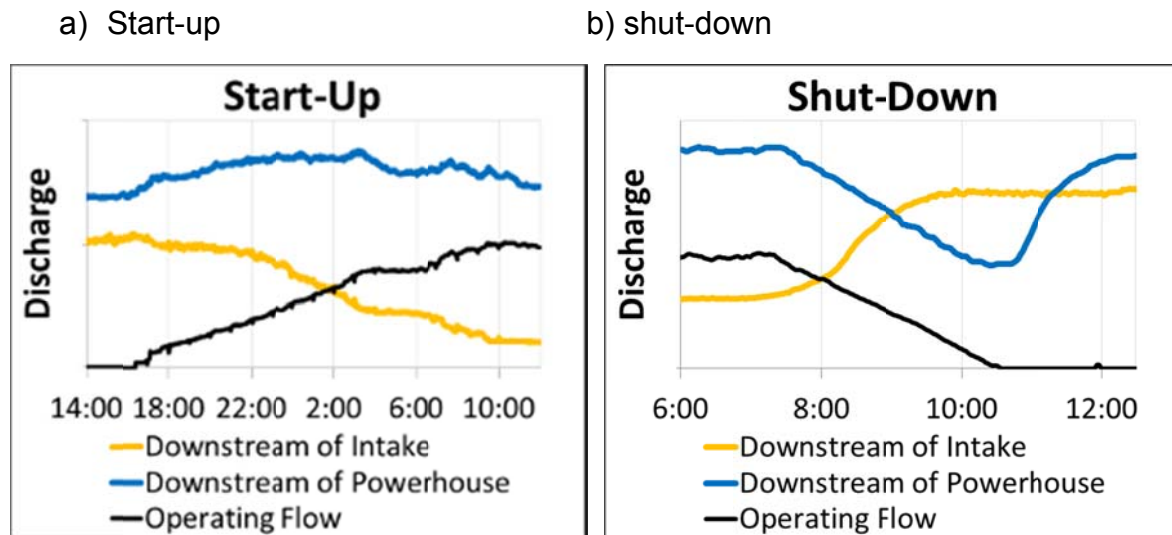 a) Start-up
b) shut-down
Start-Up
Discharge
14:00 18:00 22:00 2:00 6:00 10:00
Downstream of Intake
Downstream of Powerhouse
Operating Flow
Shut-Down
Discharge
6:00 8:00 10:00 12:00
Downstream of Intake
Downstream of Powerhouse
Operating Flow